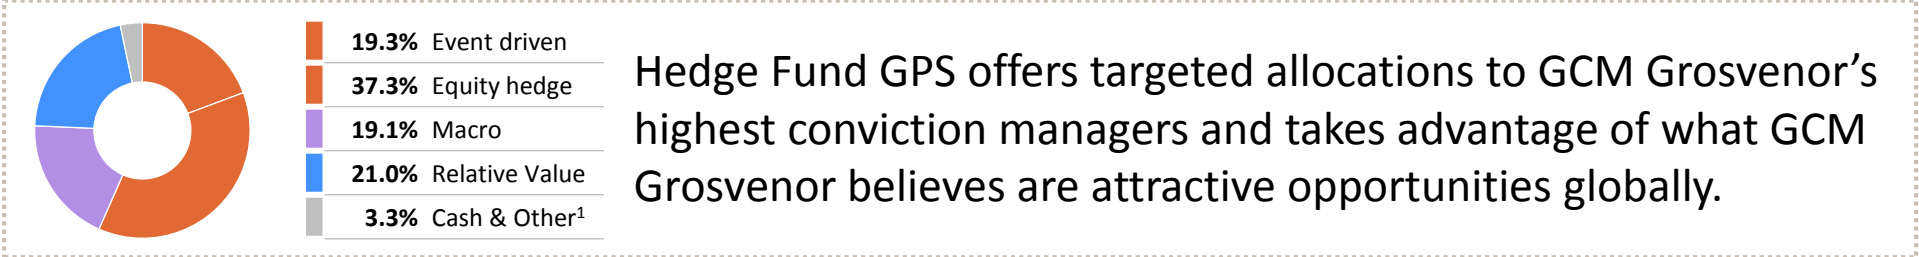 19.3% Event driven
37.3% Equity hedge
19.1% Macro
21.0% Relative Value
3.3% Cash & Other¹
Hedge Fund GPS offers targeted allocations to GCM Grosvenor’s
highest conviction managers and takes advantage of what GCM
Grosvenor believes are attractive opportunities globally.